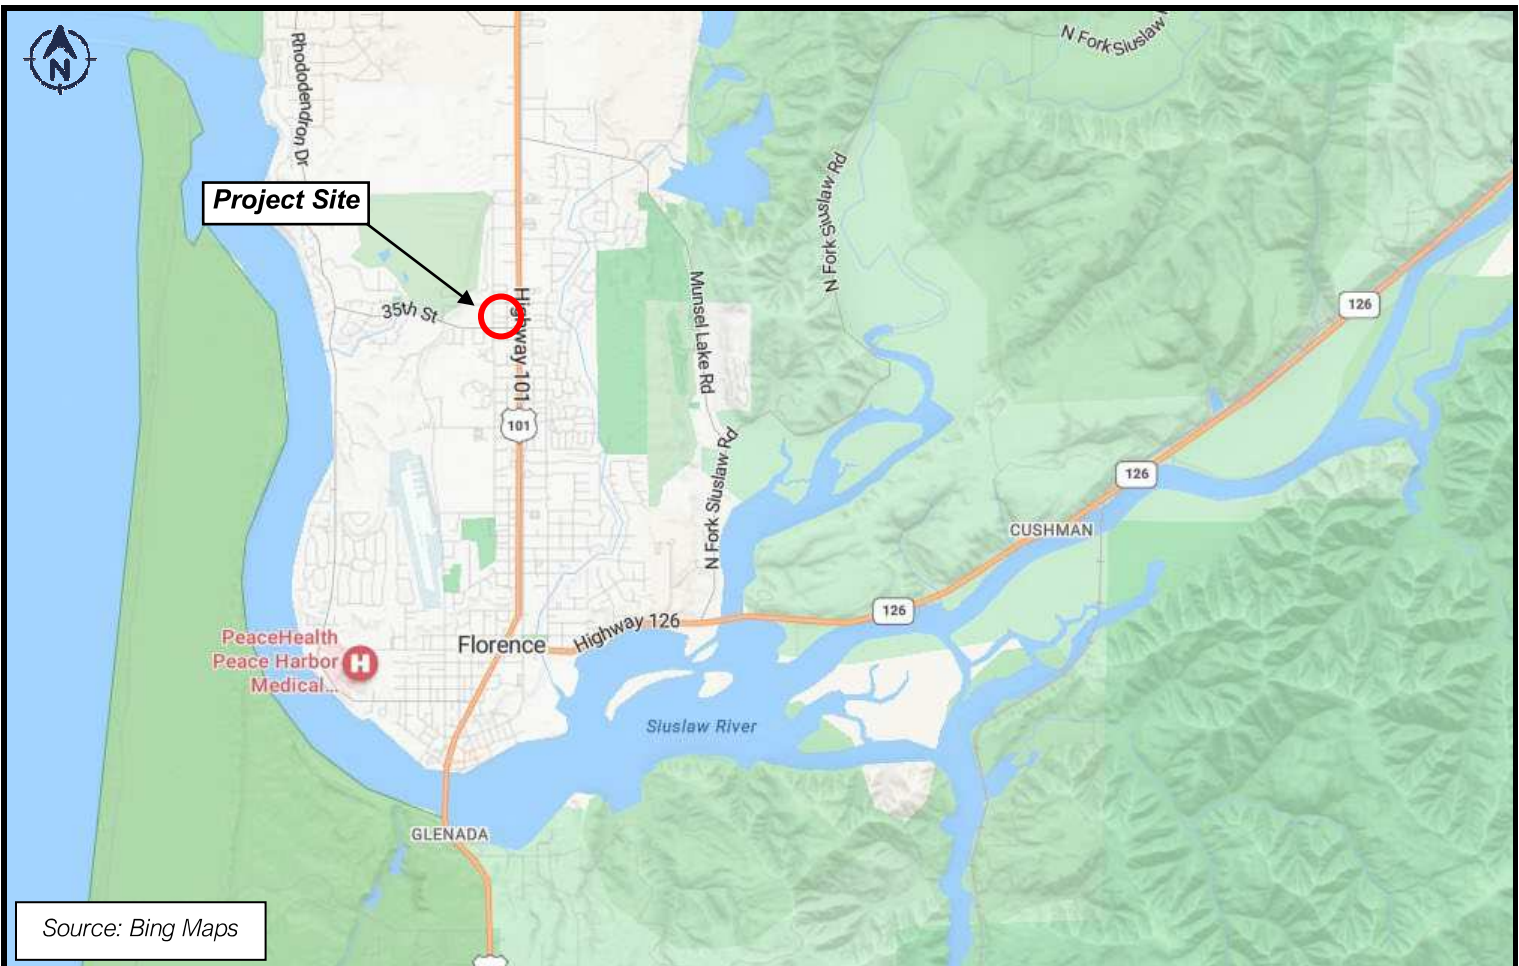 N
Rhododendron Dr
N Fork Siuslaw
Project Site
N Fork Siuslaw Rd
35th St
Highway 101
Munsel Lake Rd
126
101
N Fork Siuslaw Rd
126
CUSHMAN
126
Highway 126
Florence
PeaceHealth
Peace Harbor
Medical...
H
Siuslaw River
GLENADA
Source: Bing Maps